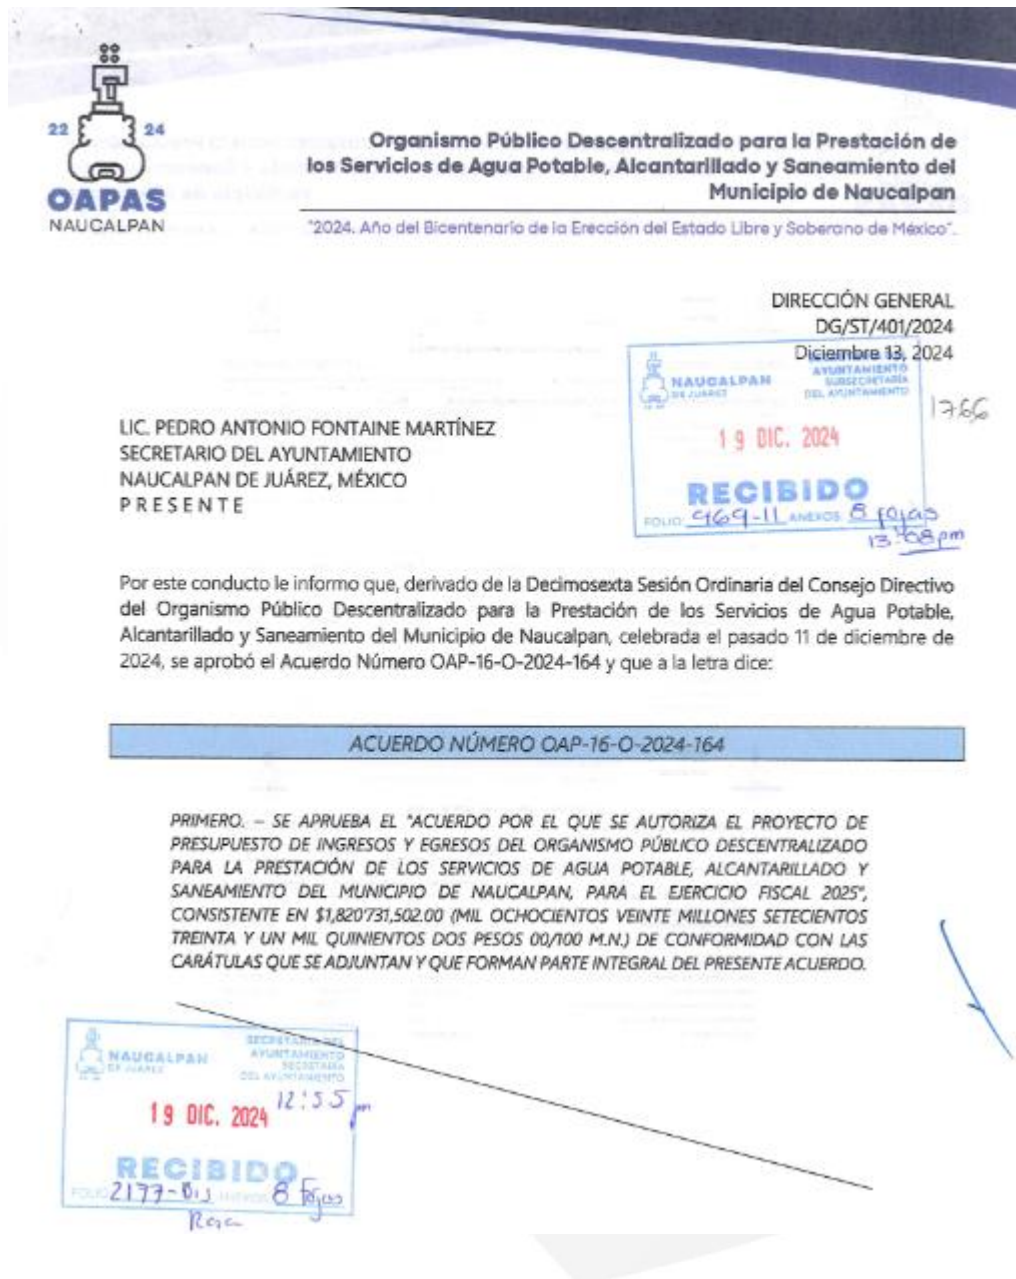 22 24
OAPAS
NAUCALPAN
Organismo Público Descentralizado para la Prestación de
los Servicios de Agua Potable, Alcantarillado y Saneamiento del
Municipio de Naucalpan
"2024. Año del Bicentenario de la Erección del Estado Libre y Soberano de México".
DIRECCIÓN GENERAL
DG/ST/401/2024
Diciembre 13, 2024
NAUCALPAN
DE JUÁREZ
AYUNTAMIENTO
SUBSECRETARÍA
DEL AYUNTAMIENTO
1766
19 DIC. 2024
RECIBIDO
FOLIO: 969-11 ANEXOS 8 fojas
13:08 pm
LIC. PEDRO ANTONIO FONTAINE MARTÍNEZ
SECRETARIO DEL AYUNTAMIENTO
NAUCALPAN DE JUÁREZ, MÉXICO
P R E S E N T E
Por este conducto le informo que, derivado de la Decimosexta Sesión Ordinaria del Consejo Directivo
del Organismo Público Descentralizado para la Prestación de los Servicios de Agua Potable,
Alcantarillado y Saneamiento del Municipio de Naucalpan, celebrada el pasado 11 de diciembre de
2024, se aprobó el Acuerdo Número OAP-16-O-2024-164 y que a la letra dice:
ACUERDO NÚMERO OAP-16-O-2024-164
PRIMERO. – SE APRUEBA EL "ACUERDO POR EL QUE SE AUTORIZA EL PROYECTO DE
PRESUPUESTO DE INGRESOS Y EGRESOS DEL ORGANISMO PÚBLICO DESCENTRALIZADO
PARA LA PRESTACIÓN DE LOS SERVICIOS DE AGUA POTABLE, ALCANTARILLADO Y
SANEAMIENTO DEL MUNICIPIO DE NAUCALPAN, PARA EL EJERCICIO FISCAL 2025",
CONSISTENTE EN $1,820'731,502.00 (MIL OCHOCIENTOS VEINTE MILLONES SETECIENTOS
TREINTA Y UN MIL QUINIENTOS DOS PESOS 00/100 M.N.) DE CONFORMIDAD CON LAS
CARÁTULAS QUE SE ADJUNTAN Y QUE FORMAN PARTE INTEGRAL DEL PRESENTE ACUERDO.
NAUCALPAN
DE JUÁREZ
SECRETARÍA DEL
AYUNTAMIENTO
SECRETARÍA
DEL AYUNTAMIENTO
12:55 pm
19 DIC. 2024
RECIBIDO
FOLIO 2177-Bis 8 Fojas